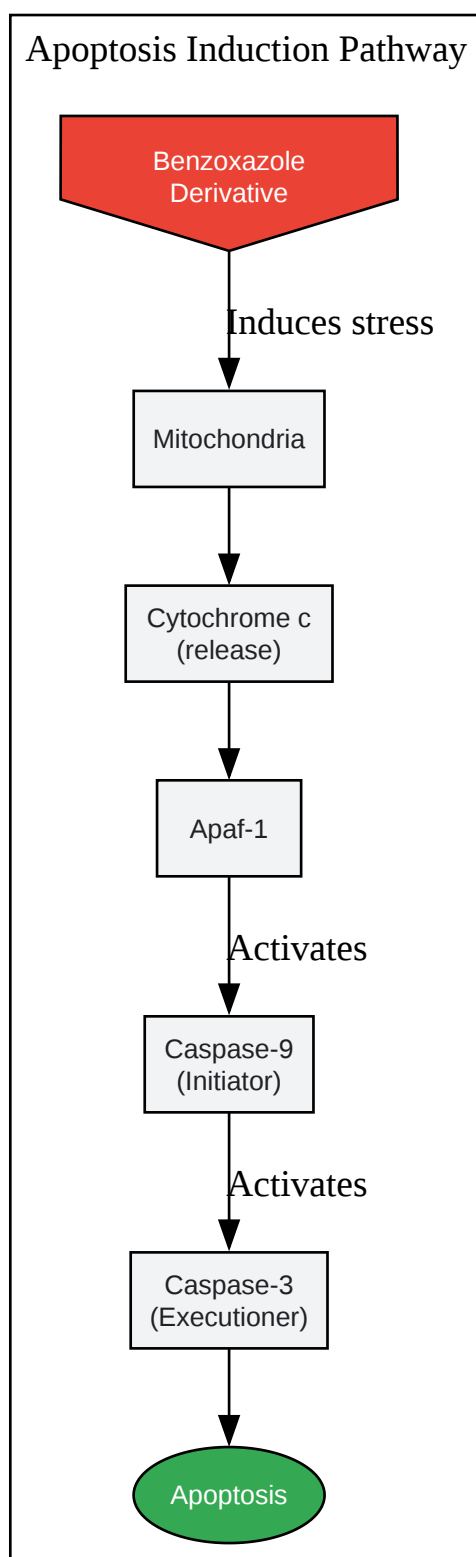 Apoptosis Induction Pathway
Benzoxazole
Derivative
Induces stress
Mitochondria
Cytochrome c
(release)
Apaf-1
Activates
Caspase-9
(Initiator)
Activates
Caspase-3
(Executioner)
Apoptosis